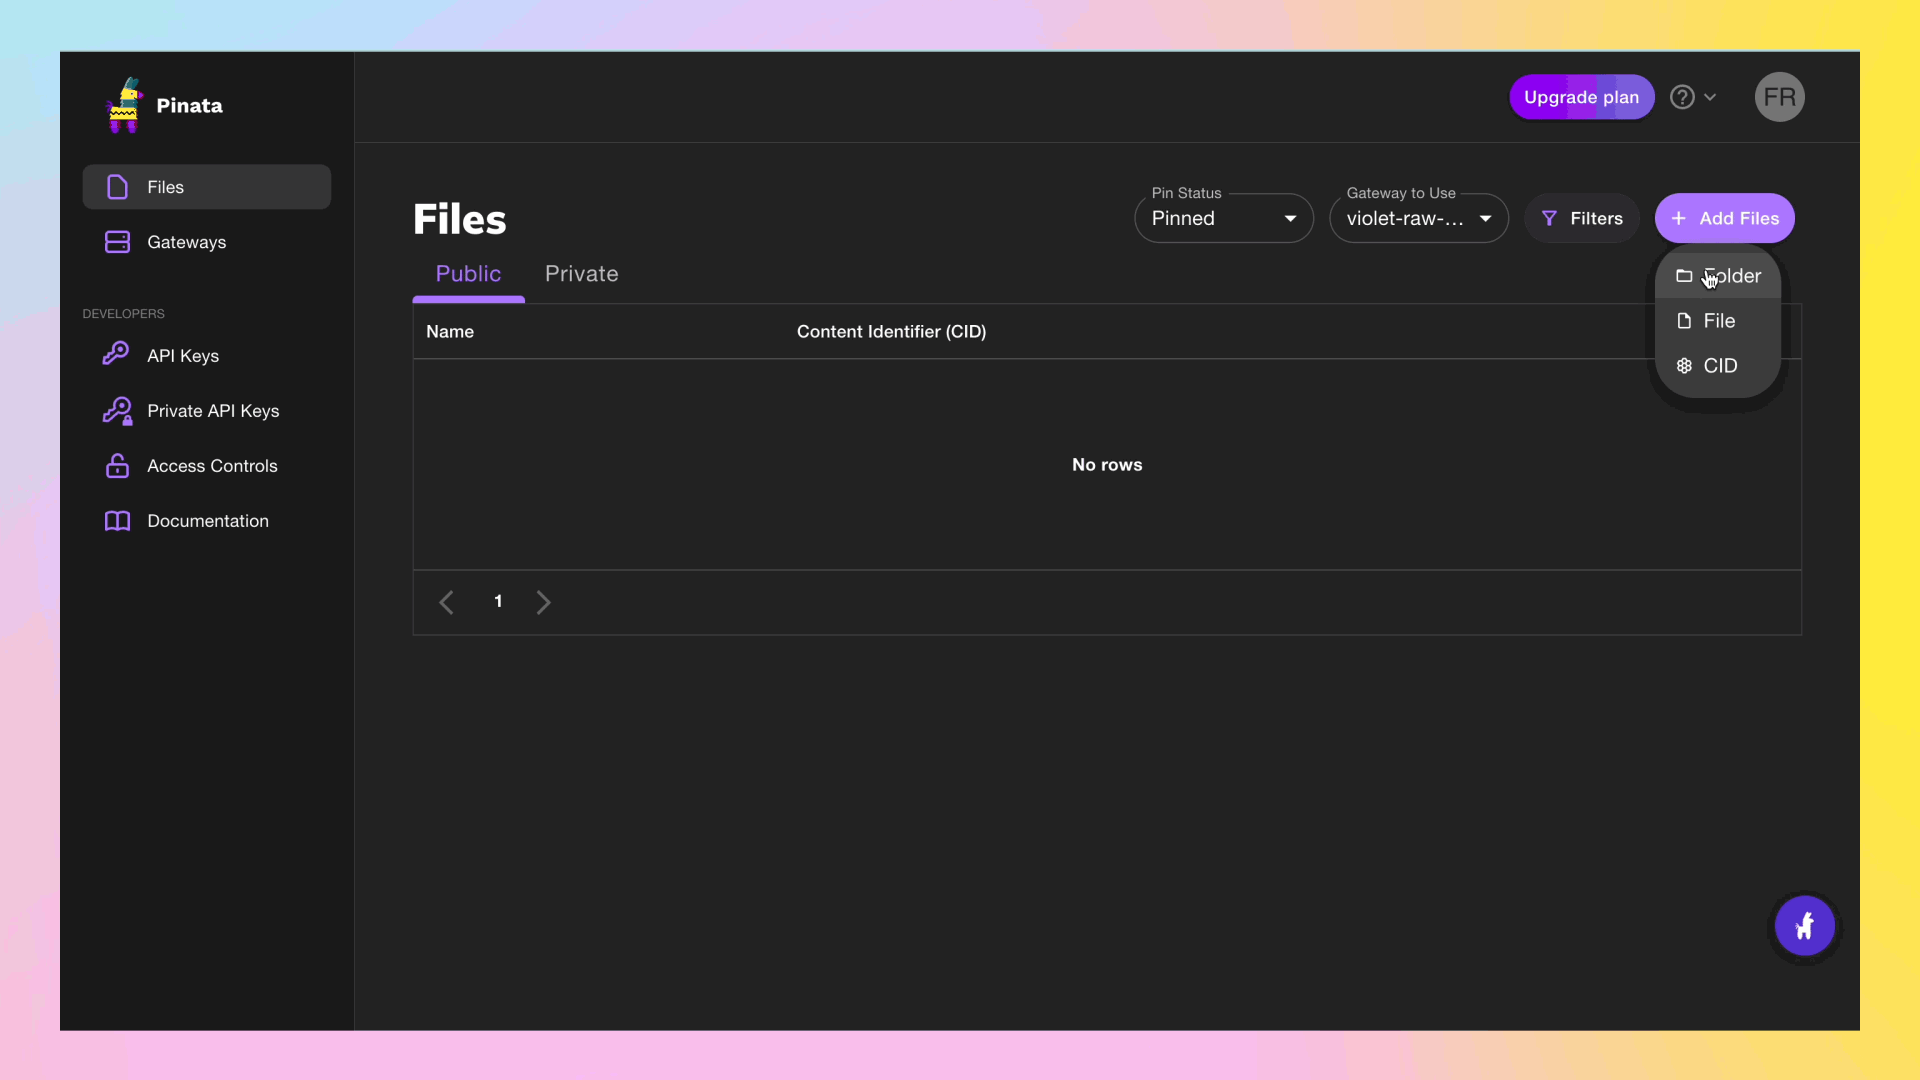 Pinata
Upgrade plan
FR
Files
Gateways
DEVELOPERS
API Keys
Private API Keys
Access Controls
Documentation
Files
Pin Status
Pinned
Gateway to Use
violet-raw-...
Filters
+ Add Files
Public
Private
Folder
File
CID
Name
Content Identifier (CID)
No rows
1